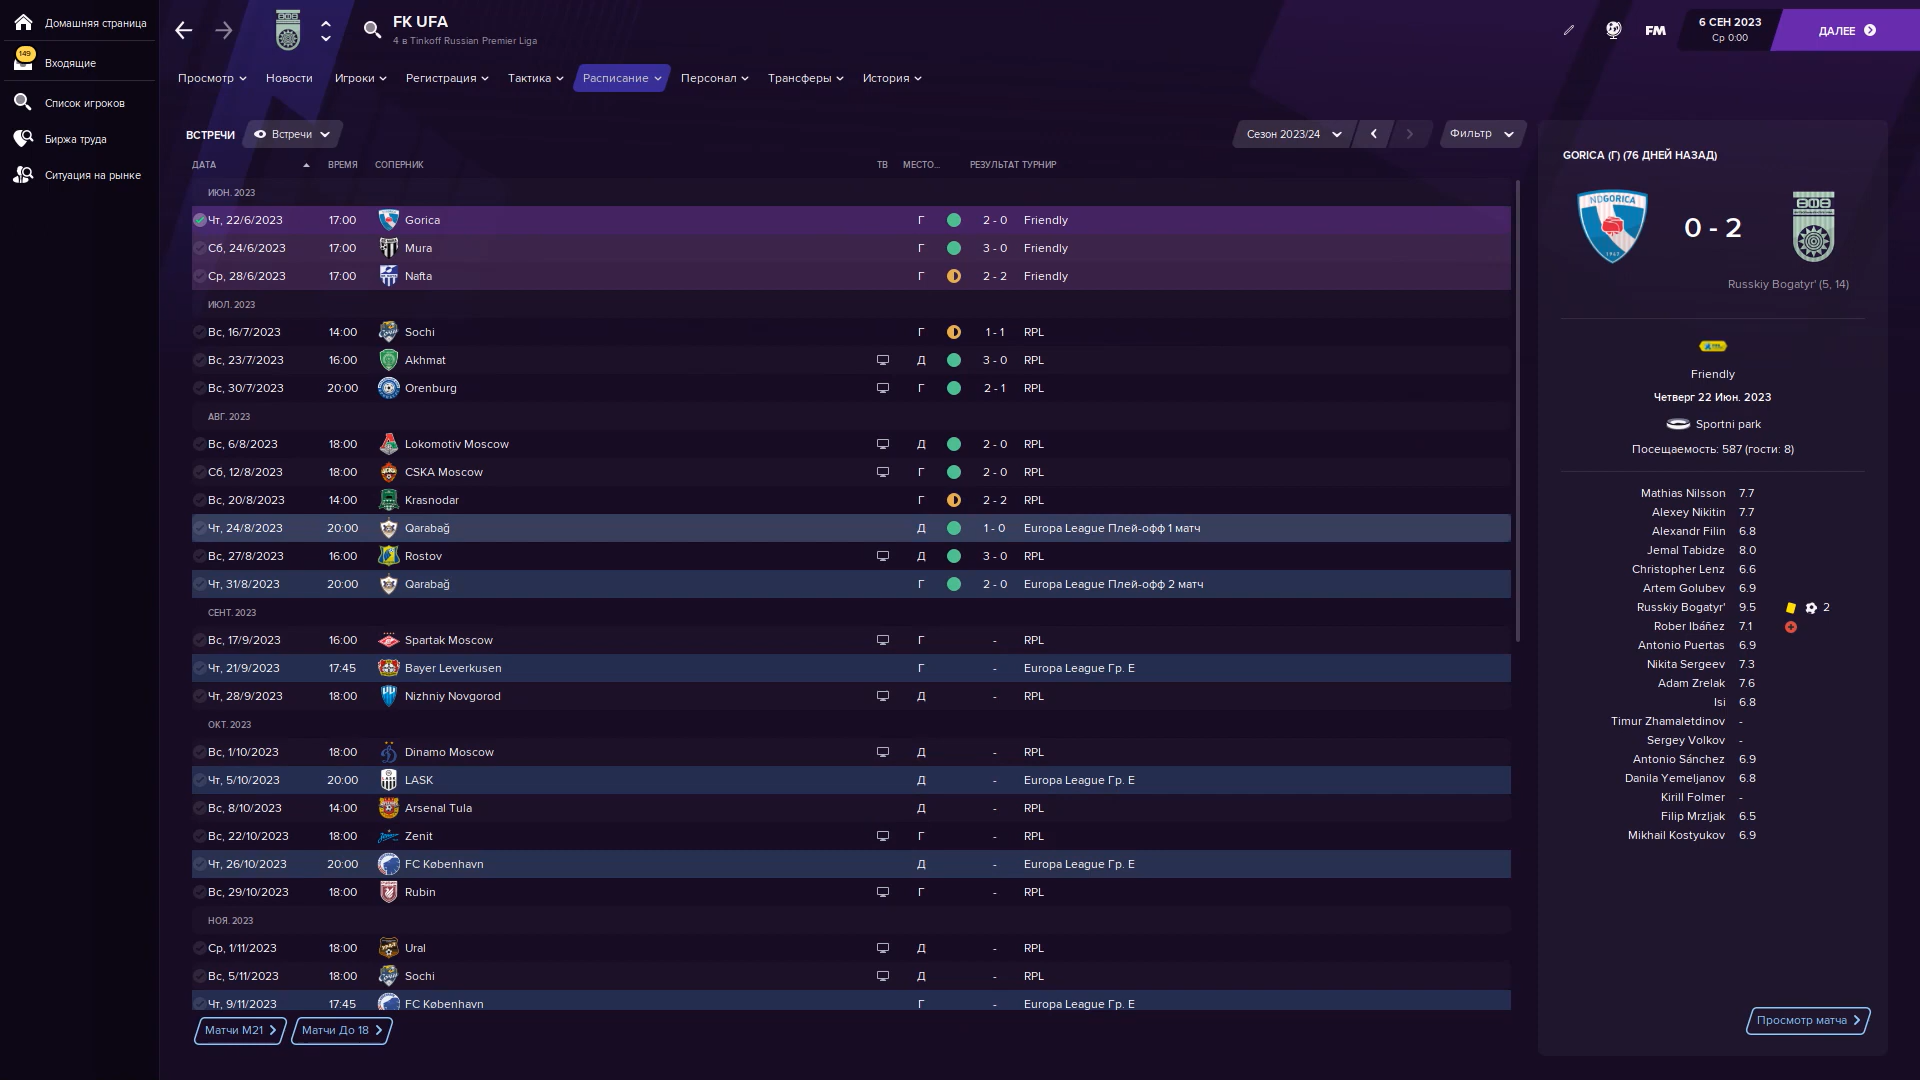 Домашняя страница
149
Входящие
Список игроков
Биржа труда
Ситуация на рынке
FK UFA
4 в Tinkoff Russian Premier Liga
FM
6 СЕН 2023
Ср 0:00
ДАЛЕЕ
Просмотр Новости Игроки Регистрация Тактика Расписание Персонал Трансферы История
ВСТРЕЧИ Встречи Сезон 2023/24 Фильтр
ДАТА ВРЕМЯ СОПЕРНИК ТВ МЕСТО... РЕЗУЛЬТАТ ТУРНИР
ИЮН. 2023
Чт, 22/6/2023 17:00 Gorica Г 2 - 0 Friendly
Сб, 24/6/2023 17:00 Mura Г 3 - 0 Friendly
Ср, 28/6/2023 17:00 Nafta Г 2 - 2 Friendly
ИЮЛ. 2023
Вс, 16/7/2023 14:00 Sochi Г 1 - 1 RPL
Вс, 23/7/2023 16:00 Akhmat Д 3 - 0 RPL
Вс, 30/7/2023 20:00 Orenburg Г 2 - 1 RPL
АВГ. 2023
Вс, 6/8/2023 18:00 Lokomotiv Moscow Д 2 - 0 RPL
Сб, 12/8/2023 18:00 CSKA Moscow Г 2 - 0 RPL
Вс, 20/8/2023 14:00 Krasnodar Г 2 - 2 RPL
Чт, 24/8/2023 20:00 Qarabağ Д 1 - 0 Europa League Плей-офф 1 матч
Вс, 27/8/2023 16:00 Rostov Д 3 - 0 RPL
Чт, 31/8/2023 20:00 Qarabağ Г 2 - 0 Europa League Плей-офф 2 матч
СЕНТ. 2023
Вс, 17/9/2023 16:00 Spartak Moscow Г - RPL
Чт, 21/9/2023 17:45 Bayer Leverkusen Г - Europa League Гр. E
Чт, 28/9/2023 18:00 Nizhniy Novgorod Д - RPL
ОКТ. 2023
Вс, 1/10/2023 18:00 Dinamo Moscow Д - RPL
Чт, 5/10/2023 20:00 LASK Д - Europa League Гр. E
Вс, 8/10/2023 14:00 Arsenal Tula Д - RPL
Вс, 22/10/2023 18:00 Zenit Г - RPL
Чт, 26/10/2023 20:00 FC København Д - Europa League Гр. E
Вс, 29/10/2023 18:00 Rubin Г - RPL
НОЯ. 2023
Ср, 1/11/2023 18:00 Ural Д - RPL
Вс, 5/11/2023 18:00 Sochi Д - RPL
Чт, 9/11/2023 17:45 FC København Г - Europa League Гр. E
Матчи М21 Матчи До 18
GORICA (Г) (76 ДНЕЙ НАЗАД)
ND GORICA
1947
0 - 2
Russkiy Bogatyr' (5, 14)
Friendly
Четверг 22 Июн. 2023
Sportni park
Посещаемость: 587 (гости: 8)
Mathias Nilsson 7.7
Alexey Nikitin 7.7
Alexandr Filin 6.8
Jemal Tabidze 8.0
Christopher Lenz 6.6
Artem Golubev 6.9
Russkiy Bogatyr' 9.5 2
Rober Ibáñez 7.1
Antonio Puertas 6.9
Nikita Sergeev 7.3
Adam Zrelak 7.6
Isi 6.8
Timur Zhamaletdinov -
Sergey Volkov -
Antonio Sánchez 6.9
Danila Yemeljanov 6.8
Kirill Folmer -
Filip Mrzljak 6.5
Mikhail Kostyukov 6.9
Просмотр матча